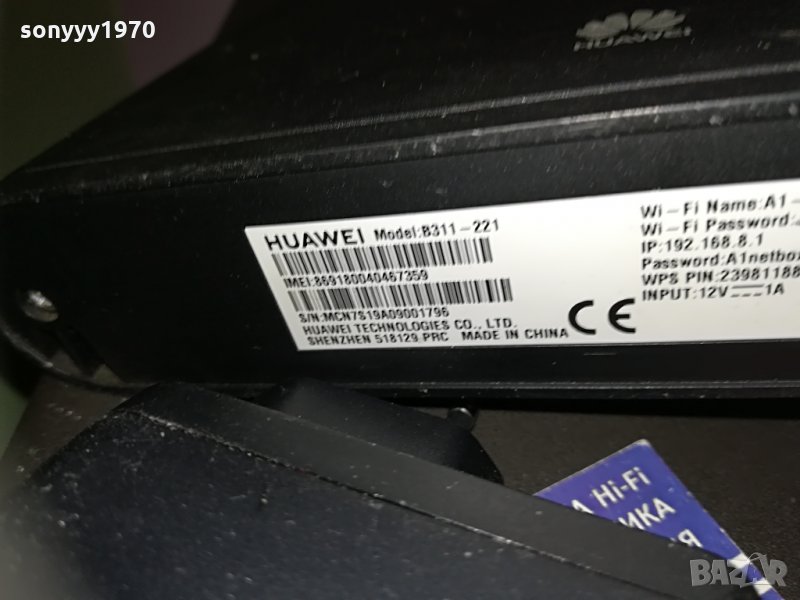 sonyyy1970
HUAWEI
HUAWEI Model:B311-221
IMEI:869180040467359
S/N:MCN7S19A09001796
HUAWEI TECHNOLOGIES CO., LTD.
SHENZHEN 518129 PRC MADE IN CHINA
CE
Wi-Fi Name:A1-
Wi-Fi Password:
IP:192.168.8.1
Password:A1netbox
WPS PIN:23981188
INPUT:12V 1A
А Hi-Fi
ИКА
Я
BAZAR